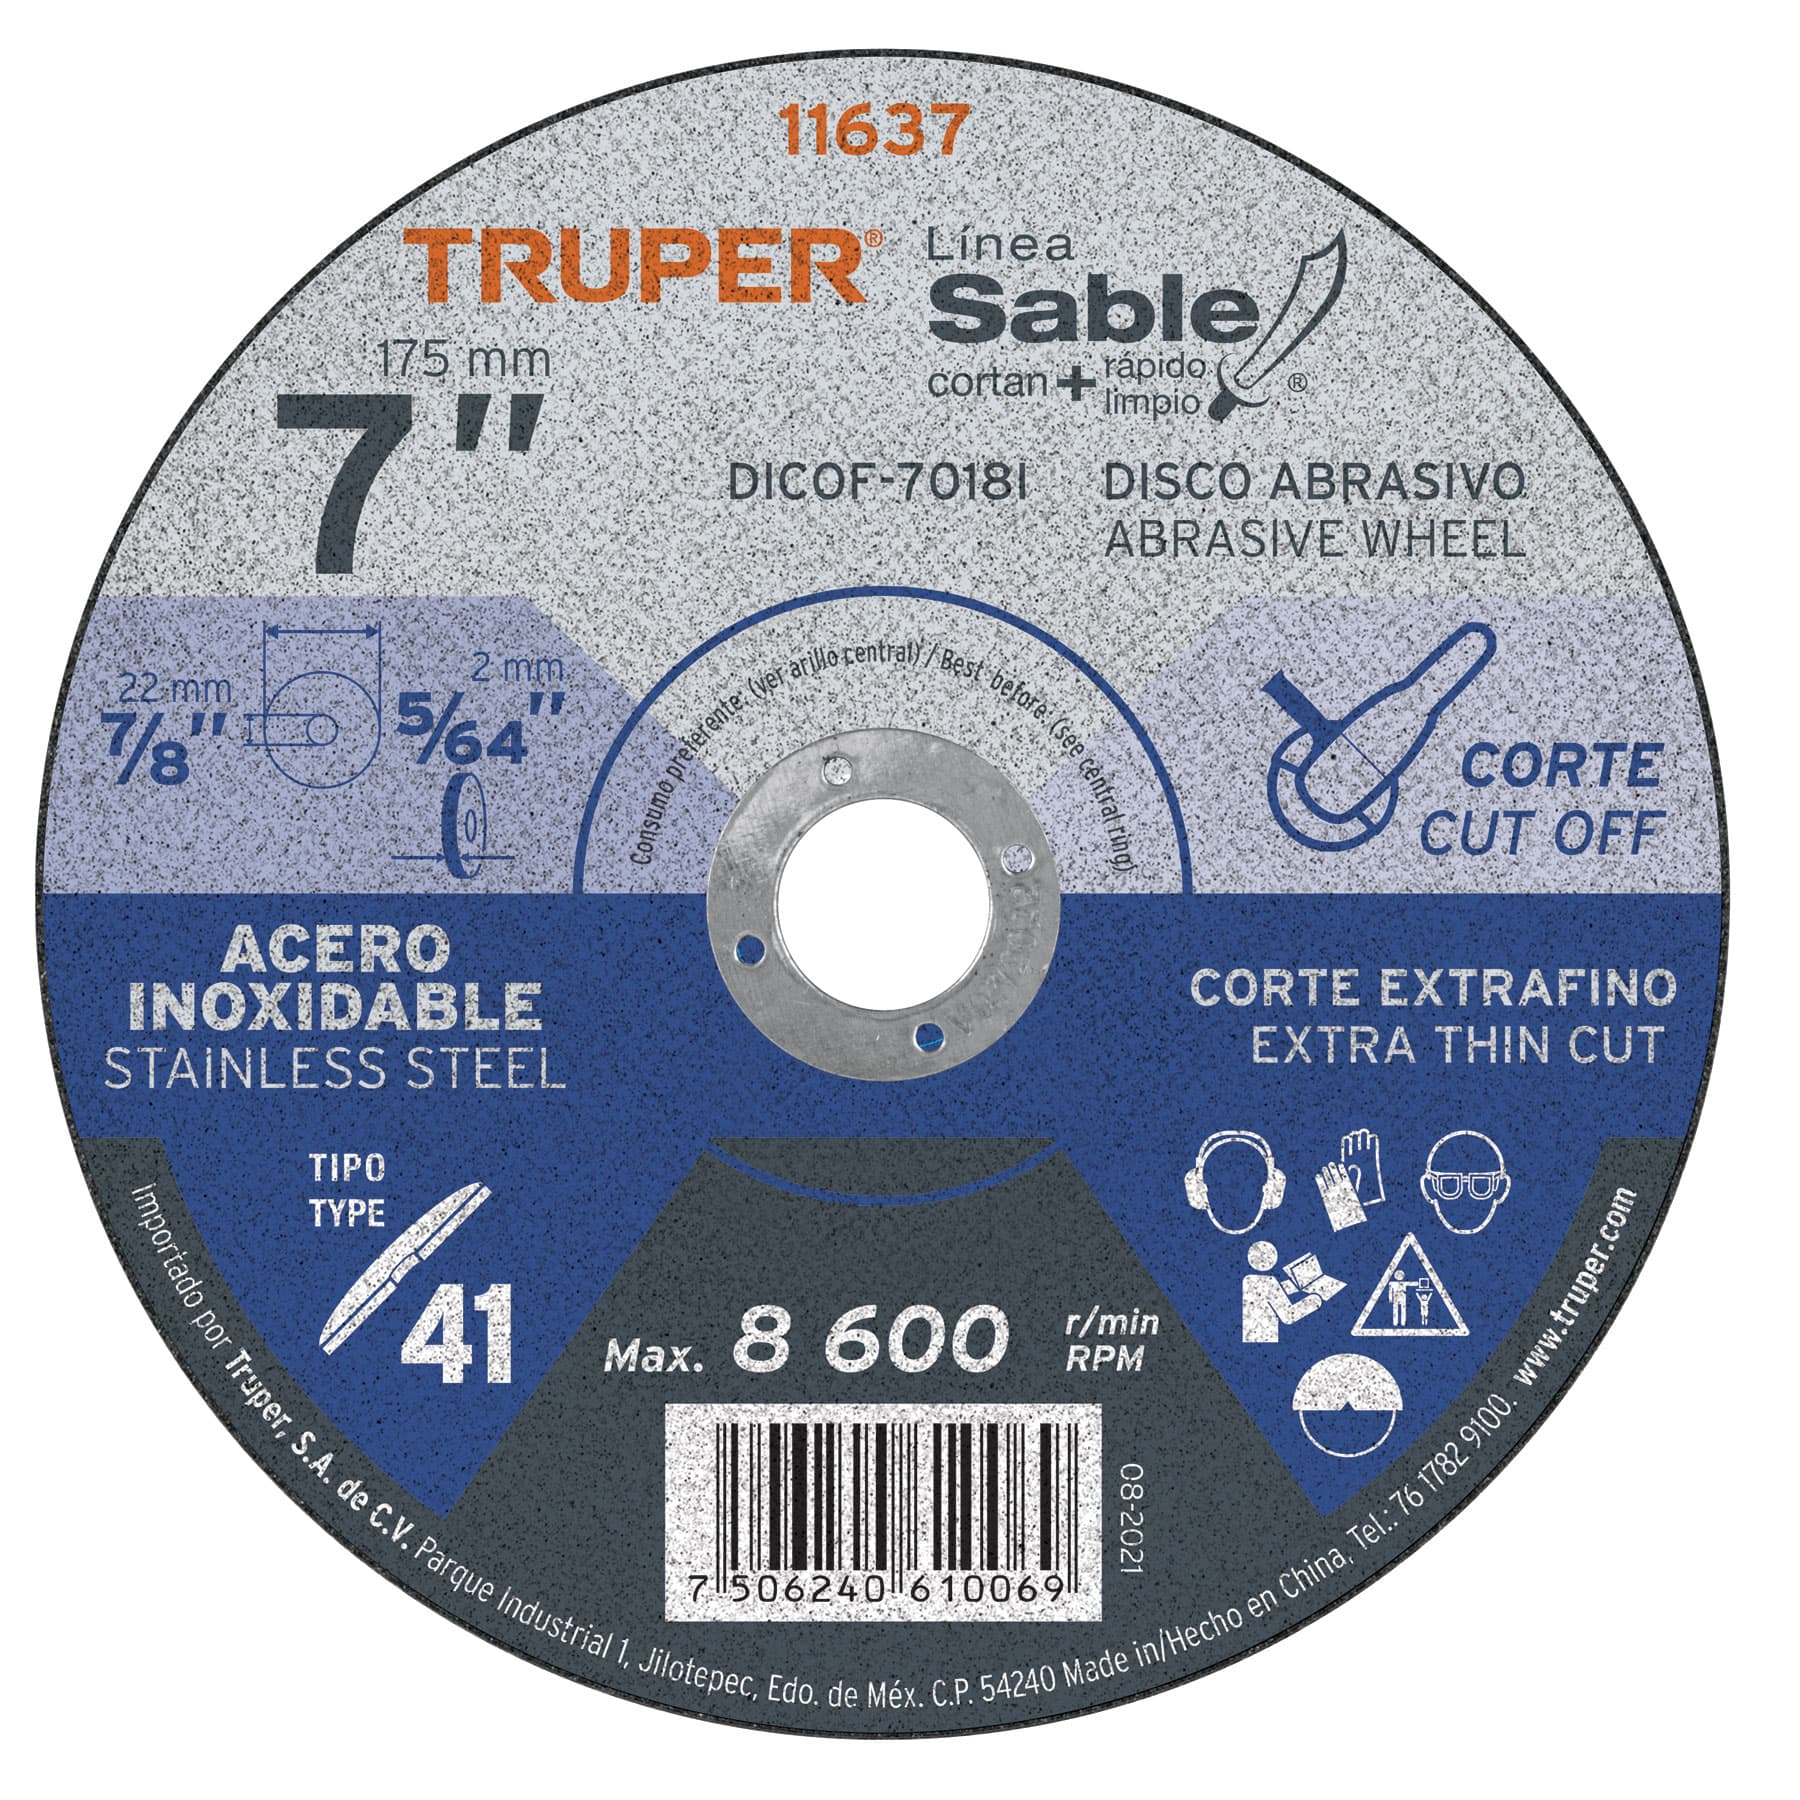 11637
TRUPER®
Línea
Sable
cortan + rápido
limpio ®
175 mm
7"
DICOF-7018I
DISCO ABRASIVO
ABRASIVE WHEEL
Consumo preferente: (ver arillo central) / Best before: (see central ring)
22 mm
7/8"
2 mm
5/64"
CORTE
CUT OFF
ACERO
INOXIDABLE
STAINLESS STEEL
CORTE EXTRAFINO
EXTRA THIN CUT
TIPO
TYPE
41
Max. 8 600 r/min
RPM
7 506240 610069
08-2021
Importado por Truper, S.A. de C.V. Parque Industrial 1, Jilotepec, Edo. de Méx. C.P. 54240 Made in/Hecho en China, Tel.: 76 1782 9100. www.truper.com